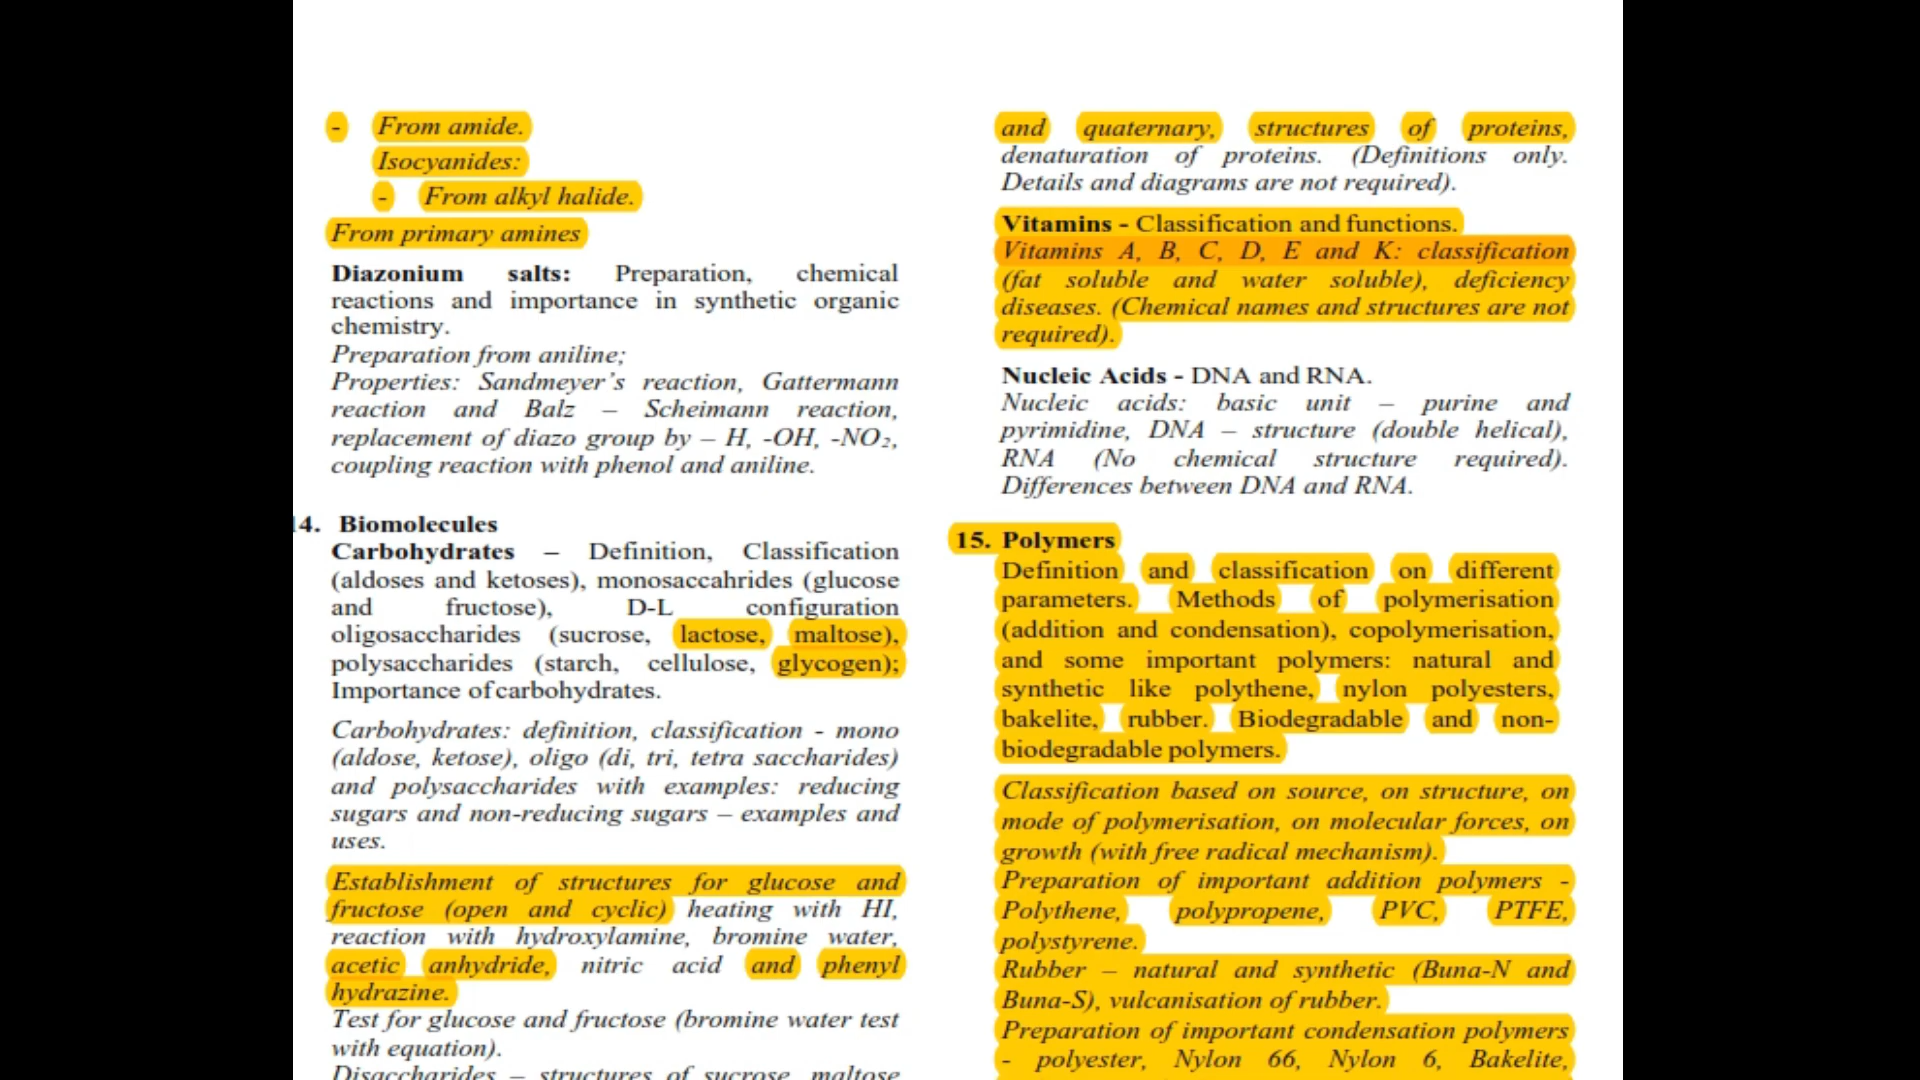 - From amide.
Isocyanides:
- From alkyl halide.
From primary amines
Diazonium salts: Preparation, chemical
reactions and importance in synthetic organic
chemistry.
Preparation from aniline;
Properties: Sandmeyer's reaction, Gattermann
reaction and Balz – Scheimann reaction,
replacement of diazo group by – H, -OH, -NO₂,
coupling reaction with phenol and aniline.
14. Biomolecules
Carbohydrates – Definition, Classification
(aldoses and ketoses), monosaccahrides (glucose
and fructose), D-L configuration
oligosaccharides (sucrose, lactose, maltose),
polysaccharides (starch, cellulose, glycogen);
Importance of carbohydrates.
Carbohydrates: definition, classification - mono
(aldose, ketose), oligo (di, tri, tetra saccharides)
and polysaccharides with examples: reducing
sugars and non-reducing sugars – examples and
uses.
Establishment of structures for glucose and
fructose (open and cyclic) heating with HI,
reaction with hydroxylamine, bromine water,
acetic anhydride, nitric acid and phenyl
hydrazine.
Test for glucose and fructose (bromine water test
with equation).
Disaccharides – structures of sucrose, maltose
and quaternary, structures of proteins,
denaturation of proteins. (Definitions only.
Details and diagrams are not required).
Vitamins - Classification and functions.
Vitamins A, B, C, D, E and K: classification
(fat soluble and water soluble), deficiency
diseases. (Chemical names and structures are not
required).
Nucleic Acids - DNA and RNA.
Nucleic acids: basic unit – purine and
pyrimidine, DNA – structure (double helical),
RNA (No chemical structure required).
Differences between DNA and RNA.
15. Polymers
Definition and classification on different
parameters. Methods of polymerisation
(addition and condensation), copolymerisation,
and some important polymers: natural and
synthetic like polythene, nylon polyesters,
bakelite, rubber. Biodegradable and non-
biodegradable polymers.
Classification based on source, on structure, on
mode of polymerisation, on molecular forces, on
growth (with free radical mechanism).
Preparation of important addition polymers -
Polythene, polypropene, PVC, PTFE,
polystyrene.
Rubber – natural and synthetic (Buna-N and
Buna-S), vulcanisation of rubber.
Preparation of important condensation polymers
- polyester, Nylon 66, Nylon 6, Bakelite,